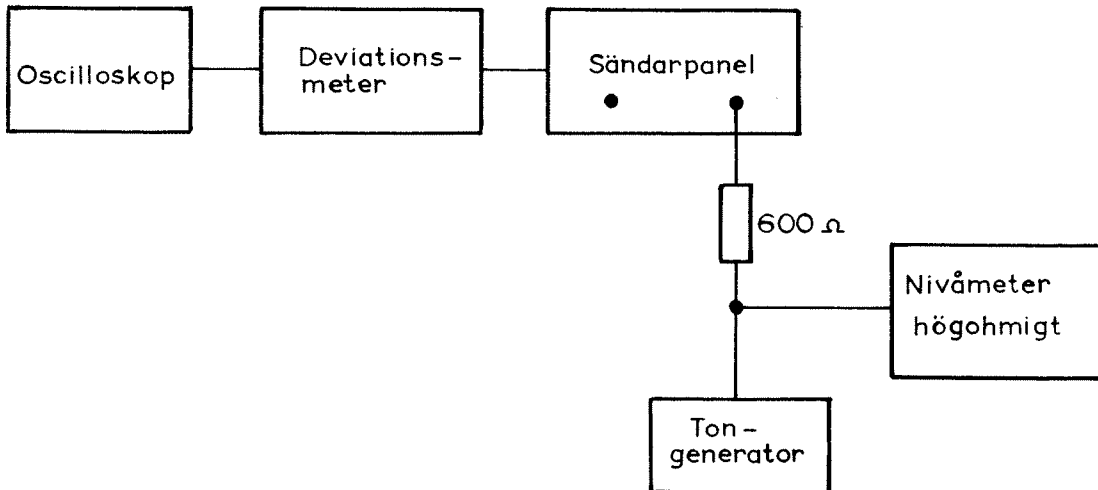 Oscilloskop
Deviations-
meter
Sändarpanel
600 Ω
Nivåmeter
högohmigt
Ton-
generator